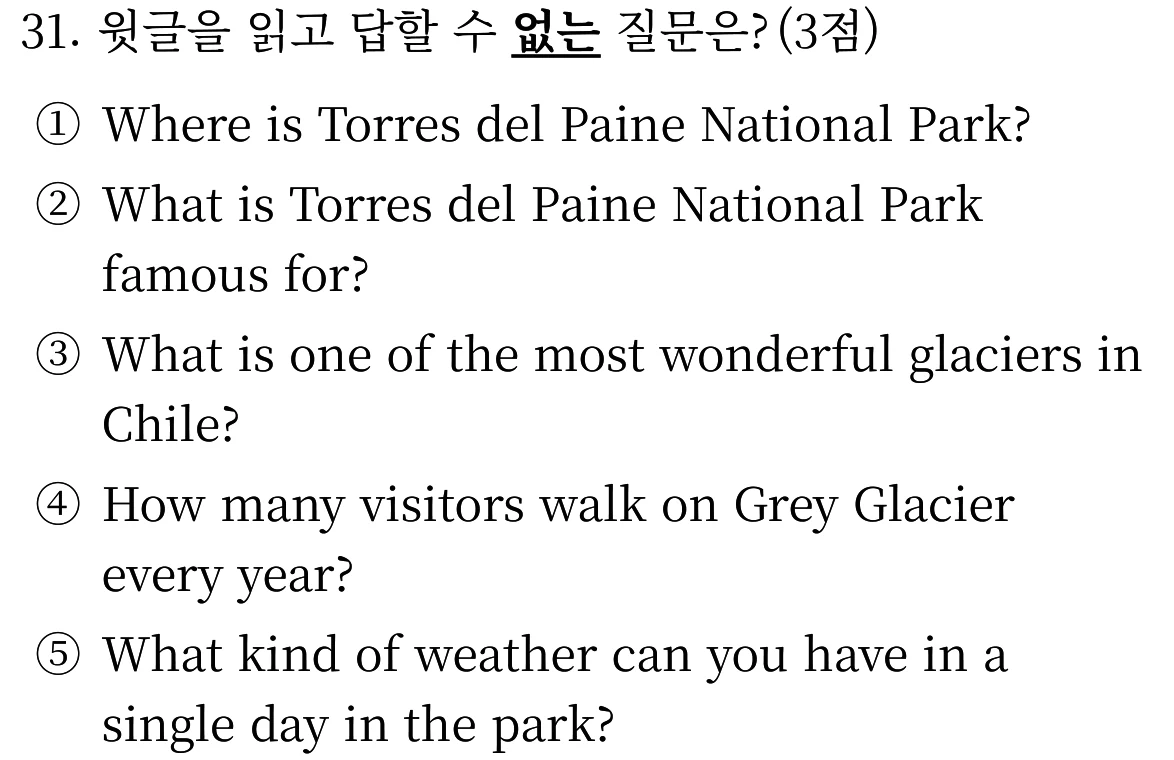 31. 윗글을 읽고 답할 수 없는 질문은?(3점)
① Where is Torres del Paine National Park?
② What is Torres del Paine National Park
famous for?
③ What is one of the most wonderful glaciers in
Chile?
④ How many visitors walk on Grey Glacier
every year?
⑤ What kind of weather can you have in a
single day in the park?